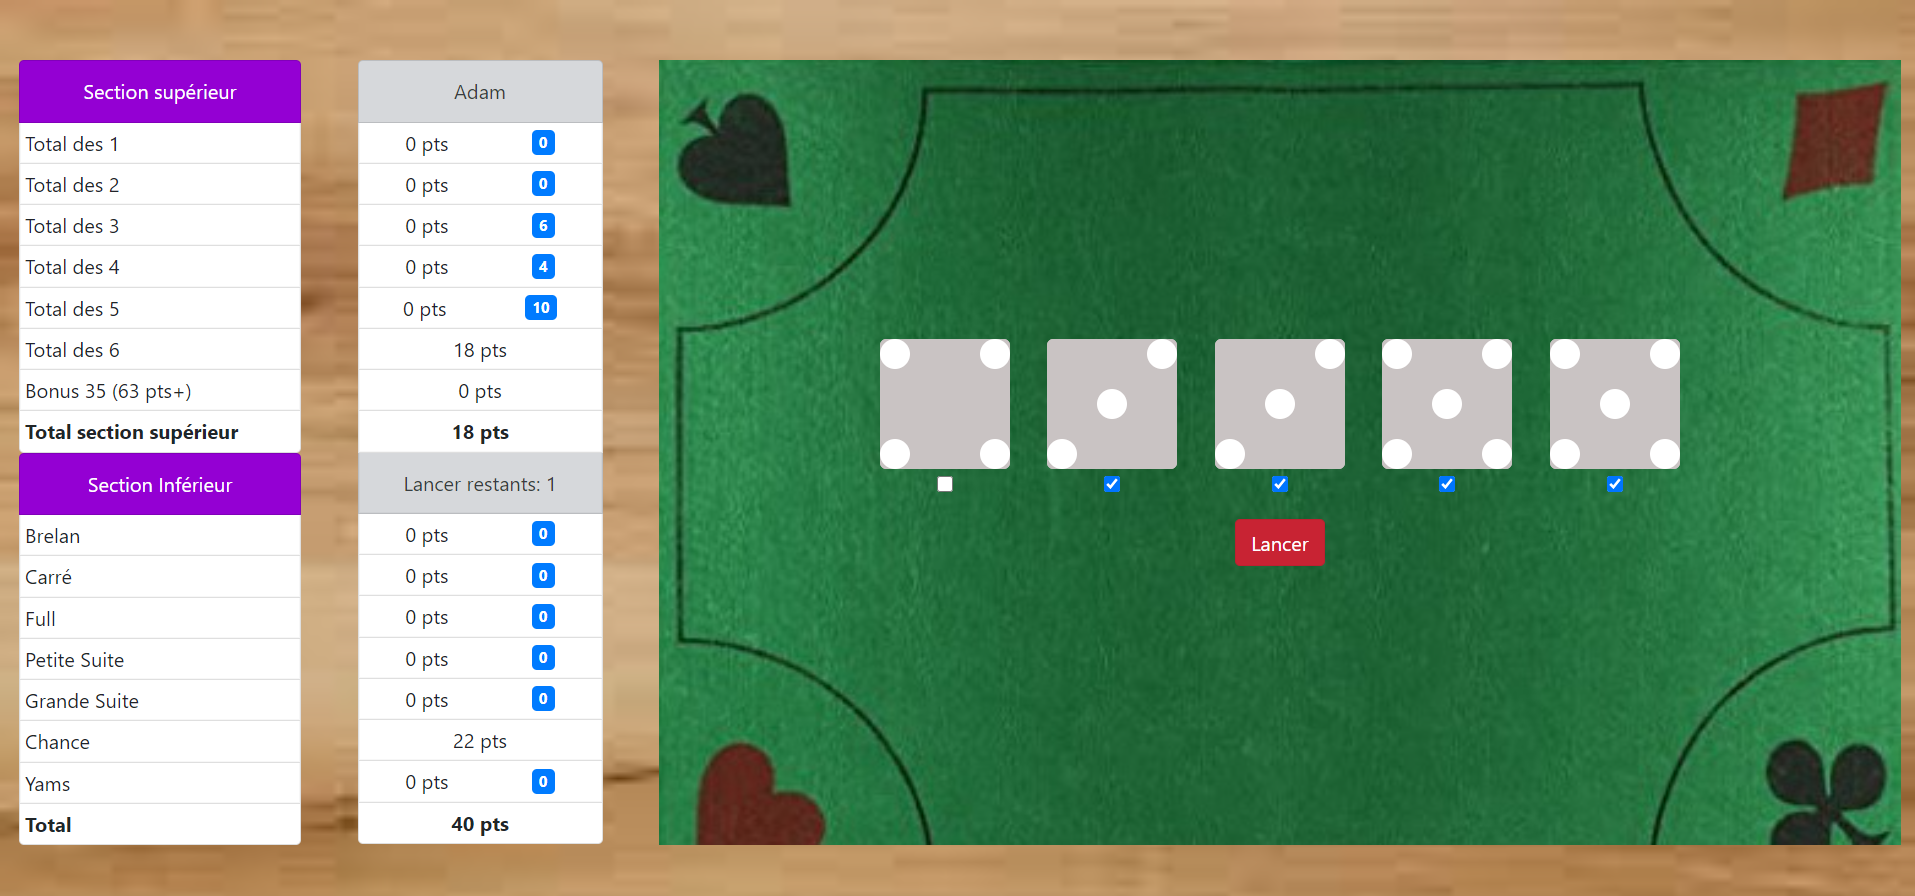 Section supérieur
Adam
Total des 1
0 pts 0
Total des 2
0 pts 0
Total des 3
0 pts 6
Total des 4
0 pts 4
Total des 5
0 pts 10
Total des 6
18 pts
Bonus 35 (63 pts+)
0 pts
Total section supérieur
18 pts
Section Inférieur
Lancer restants: 1
Brelan
0 pts 0
Carré
0 pts 0
Full
0 pts 0
Petite Suite
0 pts 0
Grande Suite
0 pts 0
Chance
22 pts
Yams
0 pts 0
Total
40 pts
Lancer